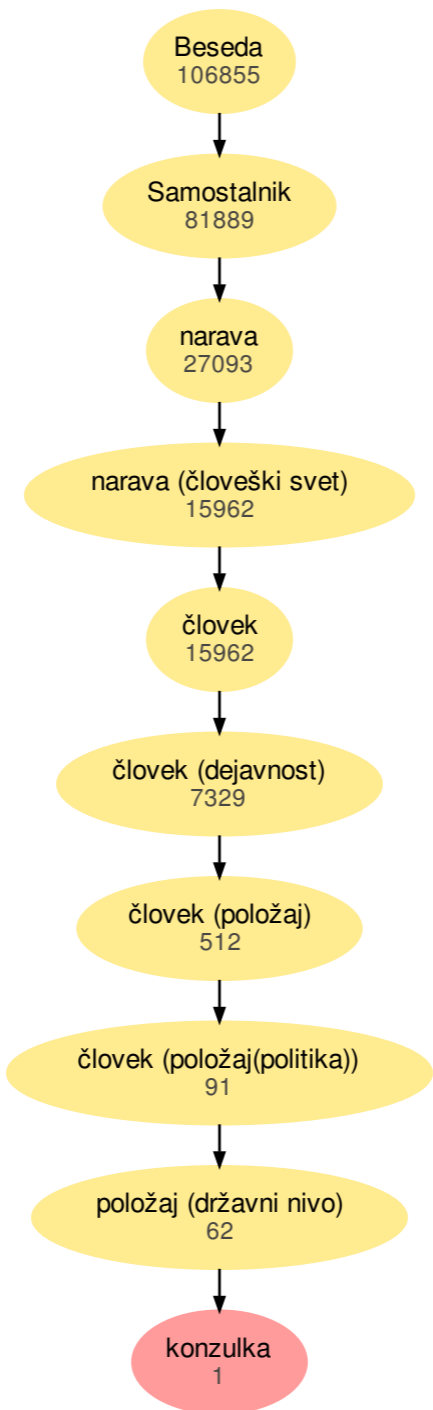 Beseda
106855
Samostalnik
81889
narava
27093
narava (človeški svet)
15962
človek
15962
človek (dejavnost)
7329
človek (položaj)
512
človek (položaj(politika))
91
položaj (državni nivo)
62
konzulka
1